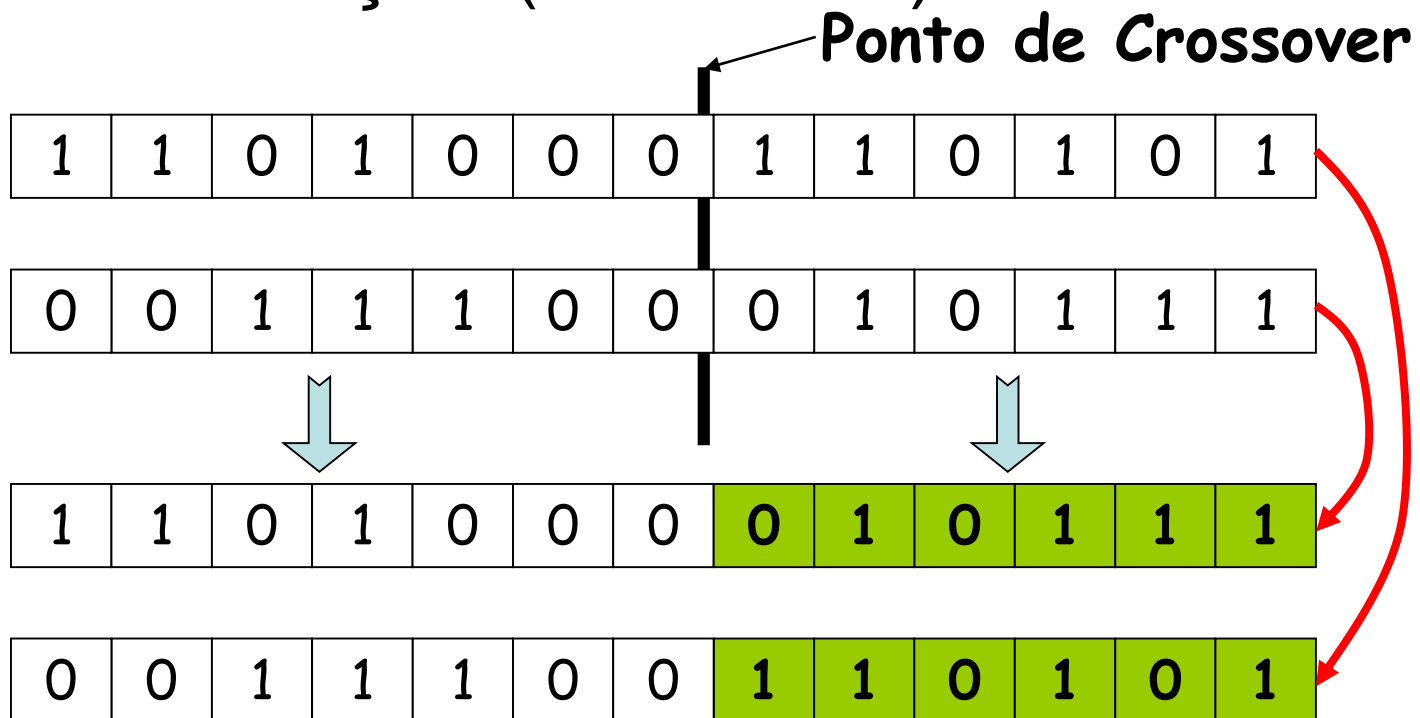 Ponto de Crossover
1 1 0 1 0 0 0 1 1 0 1 0 1
0 0 1 1 1 0 0 0 1 0 1 1 1
1 1 0 1 0 0 0 0 1 0 1 1 1
0 0 1 1 1 0 0 1 1 0 1 0 1